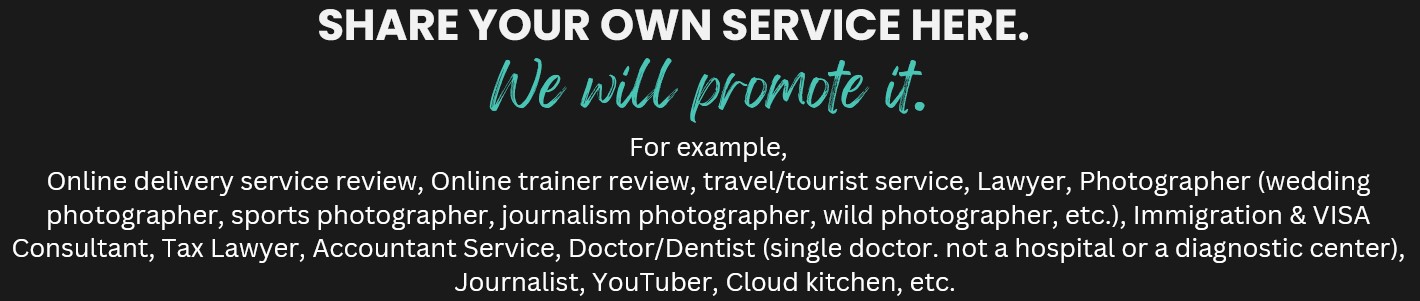 SHARE YOUR OWN SERVICE HERE.
We will promote it.
For example,
Online delivery service review, Online trainer review, travel/tourist service, Lawyer, Photographer (wedding
photographer, sports photographer, journalism photographer, wild photographer, etc.), Immigration & VISA
Consultant, Tax Lawyer, Accountant Service, Doctor/Dentist (single doctor. not a hospital or a diagnostic center),
Journalist, YouTuber, Cloud kitchen, etc.